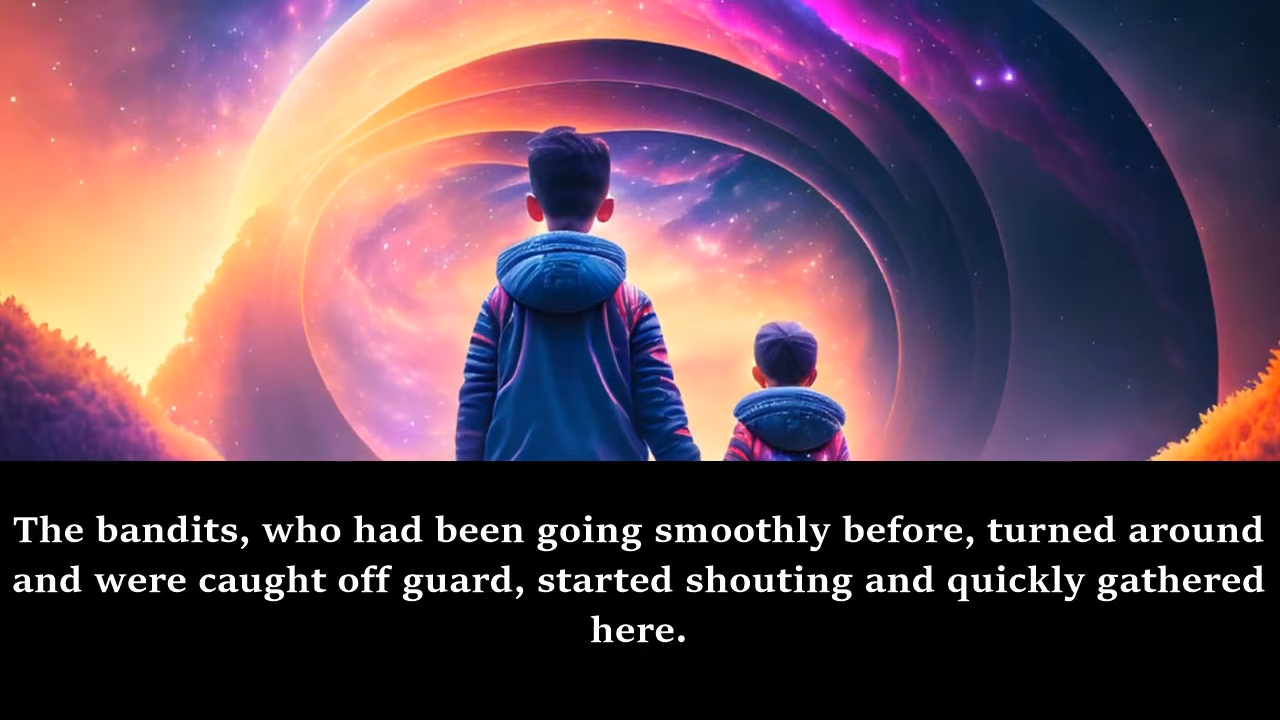 The bandits, who had been going smoothly before, turned around
and were caught off guard, started shouting and quickly gathered
here.